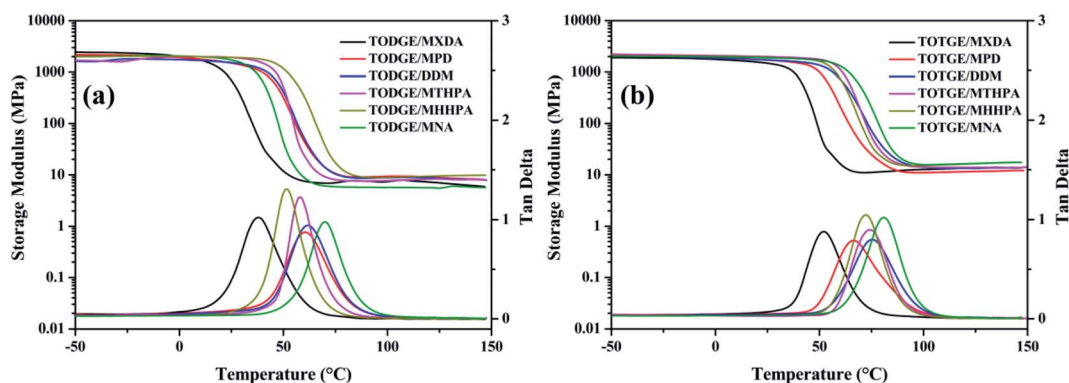 10000
1000
100
10
1
0.1
0.01
Storage Modulus (MPa)
(a)
TODGE/MXDA
TODGE/MPD
TODGE/DDM
TODGE/MTHPA
TODGE/MHHPA
TODGE/MNA
3
2
1
0
Tan Delta
-50
0
50
100
150
Temperature (°C)
10000
1000
100
10
1
0.1
0.01
Storage Modulus (MPa)
(b)
TOTGE/MXDA
TOTGE/MPD
TOTGE/DDM
TOTGE/MTHPA
TOTGE/MHHPA
TOTGE/MNA
3
2
1
0
Tan Delta
-50
0
50
100
150
Temperature (°C)